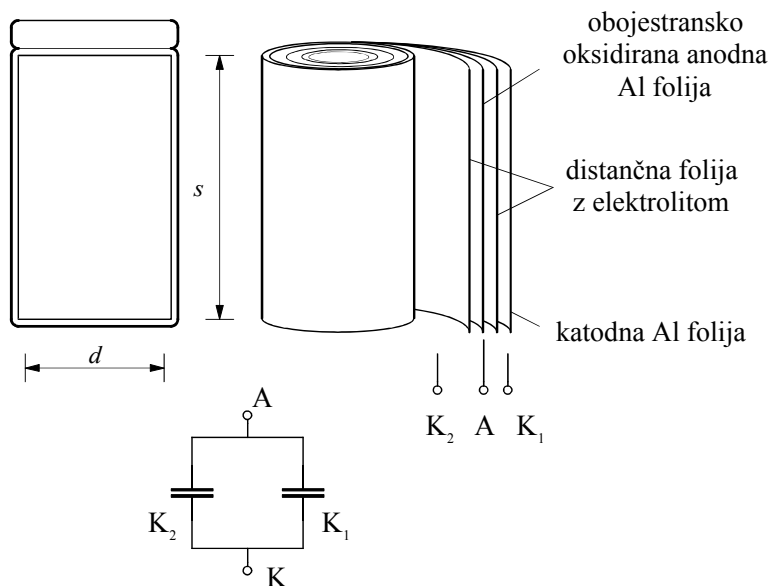 obojestransko
oksidirana anodna
Al folija
s
distančna folija
z elektrolitom
katodna Al folija
d
K₂ A K₁
A
K₂ K₁
K